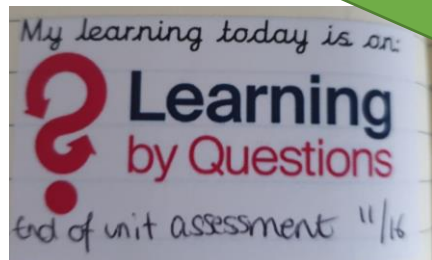 My learning today is on:
Learning
by Questions
End of unit assessment 11/16